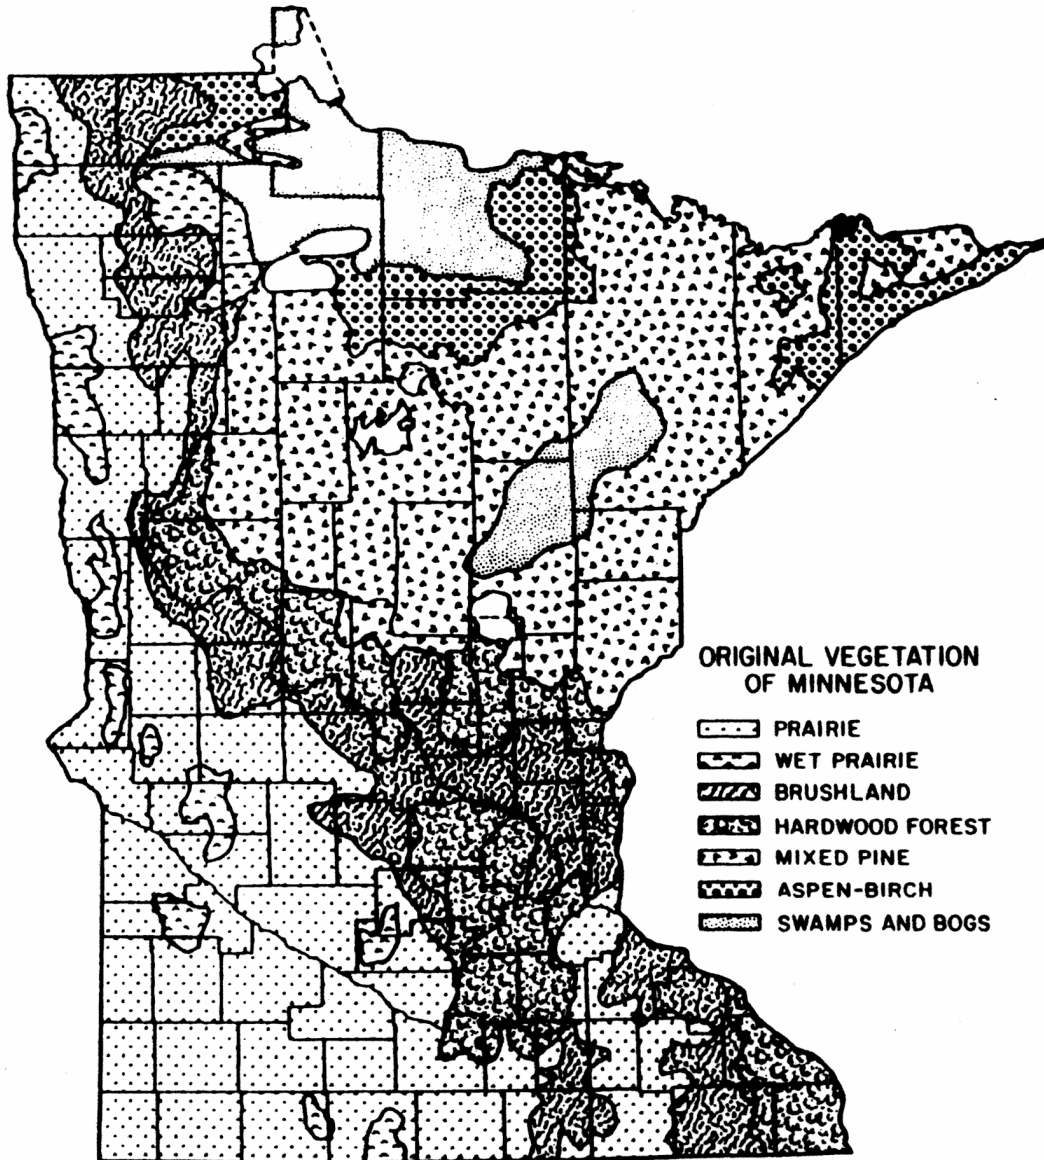 ORIGINAL VEGETATION
OF MINNESOTA
PRAIRIE
WET PRAIRIE
BRUSHLAND
HARDWOOD FOREST
MIXED PINE
ASPEN-BIRCH
SWAMPS AND BOGS